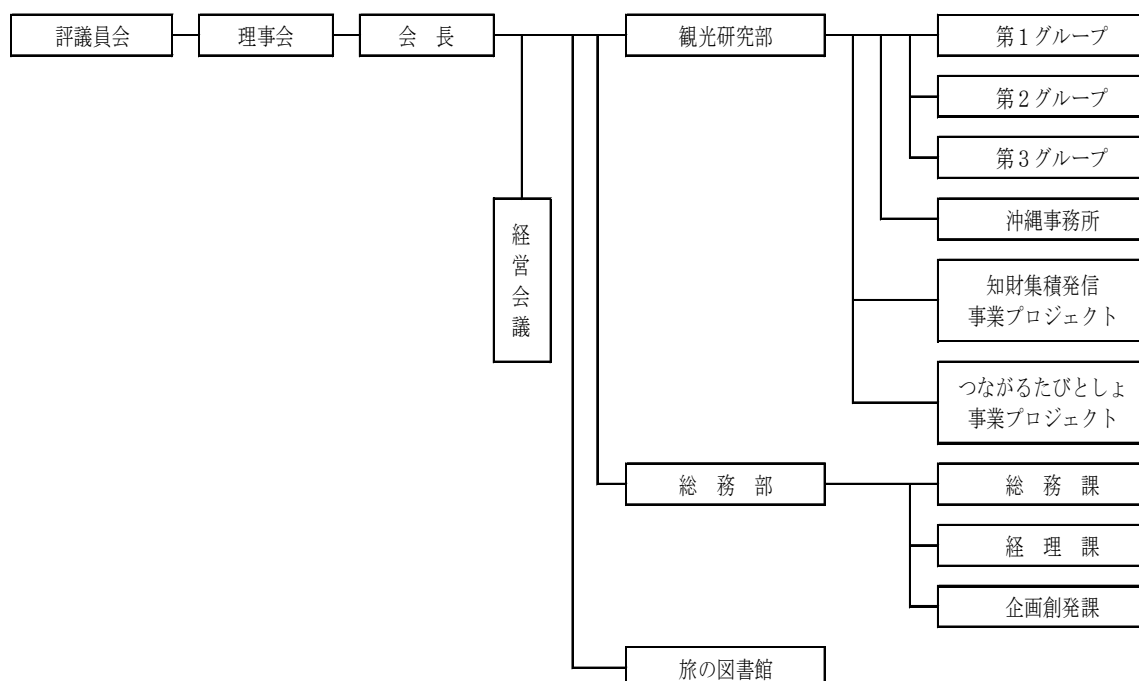 評議員会
理事会
会　長
経営会議
観光研究部
第１グループ
第２グループ
第３グループ
沖縄事務所
知財集積発信
事業プロジェクト
つながるたびとしょ
事業プロジェクト
総　務　部
総　務　課
経　理　課
企画創発課
旅の図書館